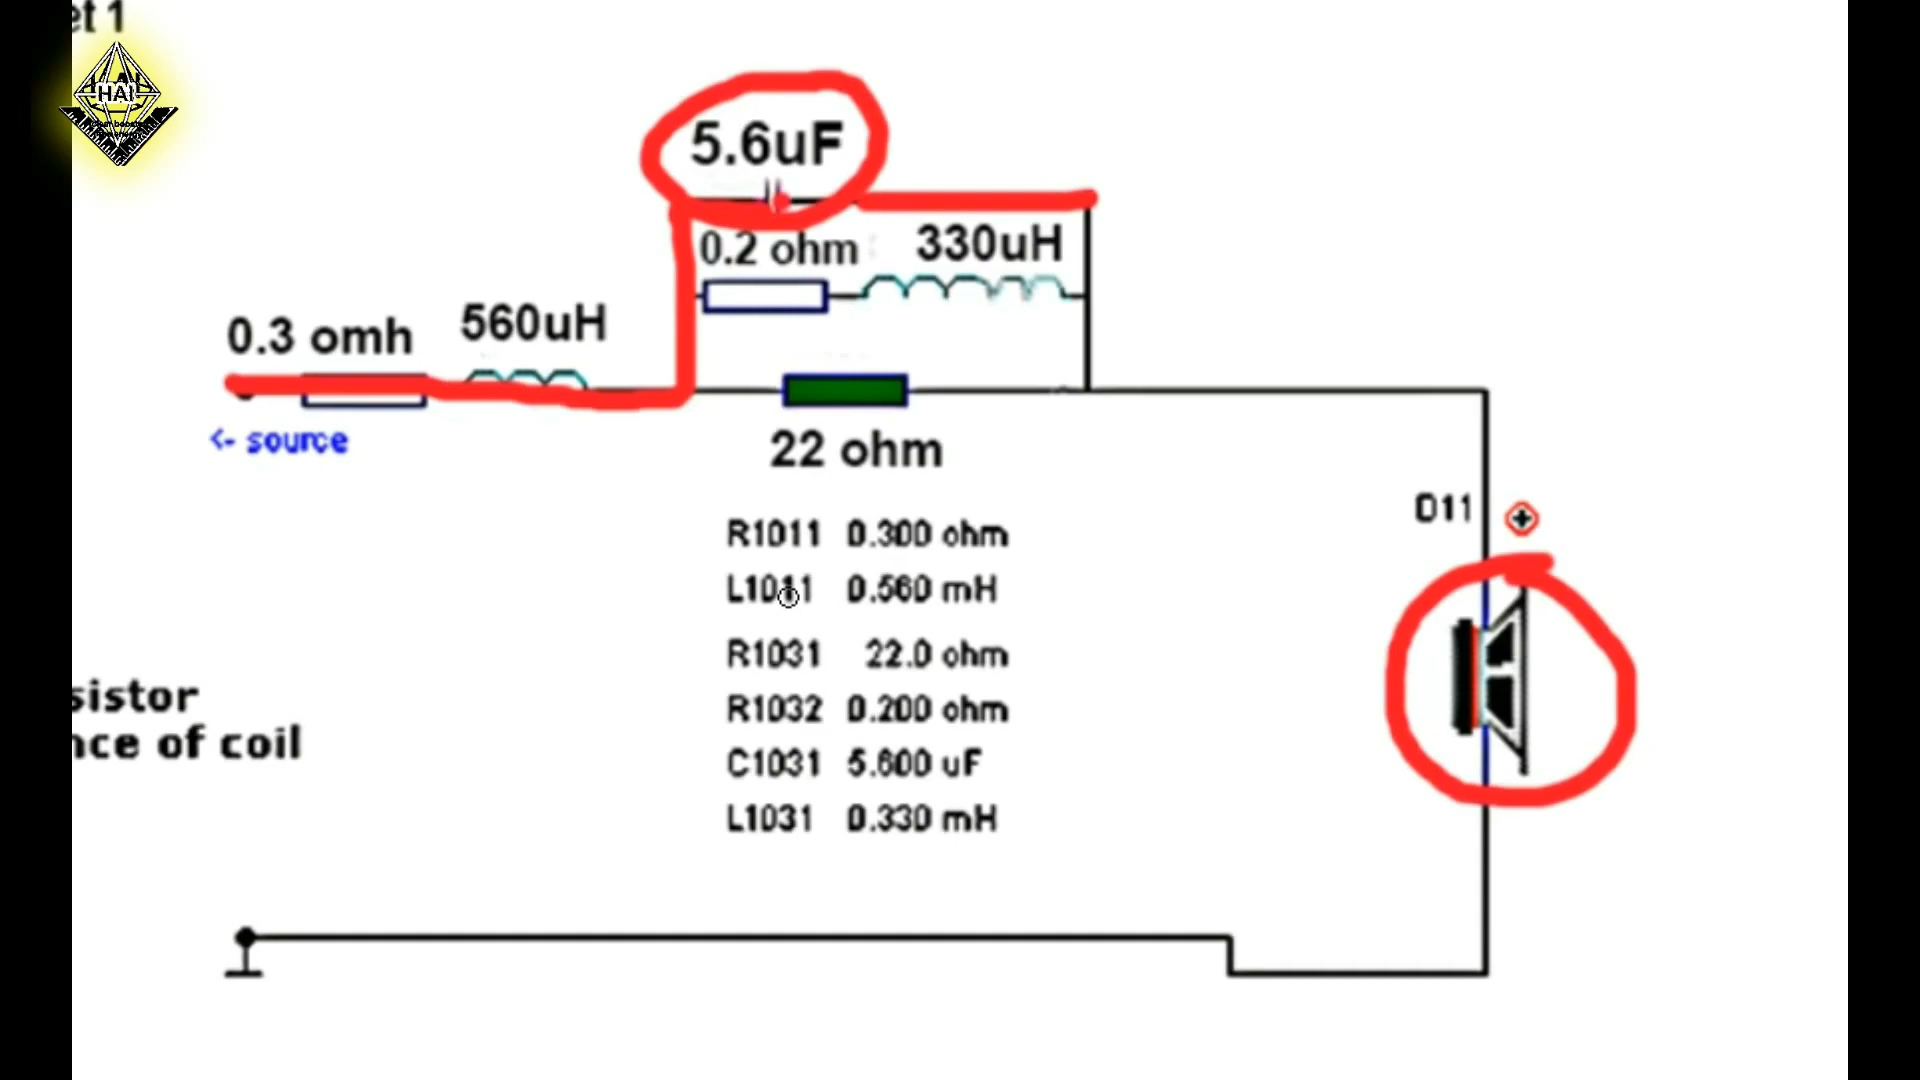 et 1
HAI
5.6uF
0.2 ohm 330uH
0.3 omh 560uH
<- source
22 ohm
D11
R1011 0.300 ohm
L1011 0.560 mH
R1031 22.0 ohm
R1032 0.200 ohm
C1031 5.600 uF
L1031 0.330 mH
sistor
nce of coil